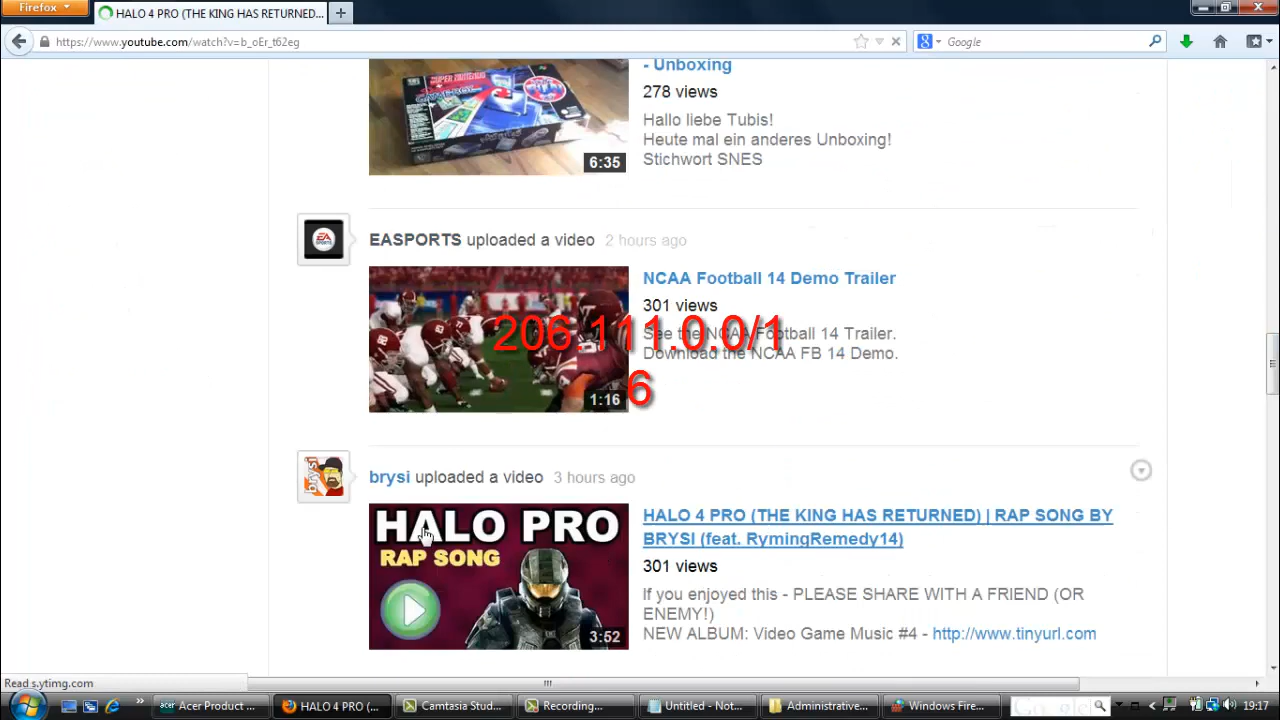 Firefox
HALO 4 PRO (THE KING HAS RETURNED...
https://www.youtube.com/watch?v=b_oEr_t62eg
Google
- Unboxing
278 views
Hallo liebe Tubis!
Heute mal ein anderes Unboxing!
Stichwort SNES
6:35
EASPORTS uploaded a video 2 hours ago
NCAA Football 14 Demo Trailer
301 views
See the NCAA Football 14 Trailer.
Download the NCAA FB 14 Demo.
206.111.0.0/1
6
1:16
brysi uploaded a video 3 hours ago
HALO PRO
RAP SONG
3:52
HALO 4 PRO (THE KING HAS RETURNED) | RAP SONG BY
BRYSI (feat. RymingRemedy14)
301 views
If you enjoyed this - PLEASE SHARE WITH A FRIEND (OR
ENEMY!)
NEW ALBUM: Video Game Music #4 - http://www.tinyurl.com
Read s.ytimg.com
Acer Product ...
HALO 4 PRO (...
Camtasia Stud...
Recording...
Untitled - Not...
Administrative...
Windows Fire...
Google
19:17